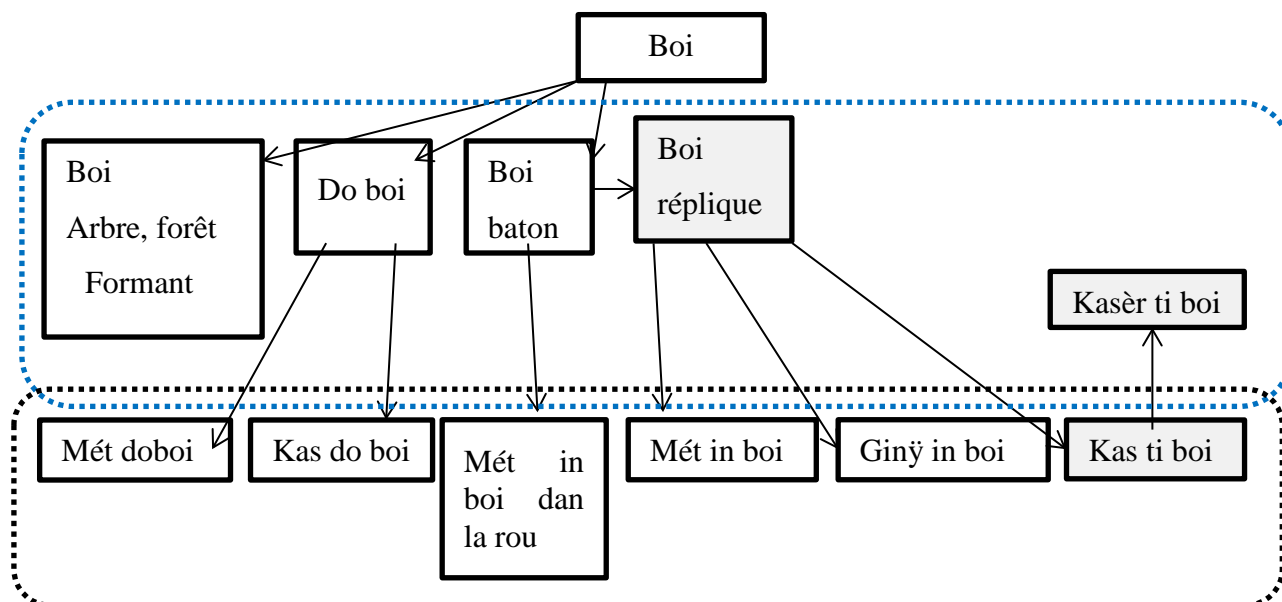 Boi
Boi
Arbre, forêt
Formant
Do boi
Boi
baton
Boi
réplique
Kasèr ti boi
Mét doboi
Kas do boi
Mét in
boi dan
la rou
Mét in boi
Ginÿ in boi
Kas ti boi